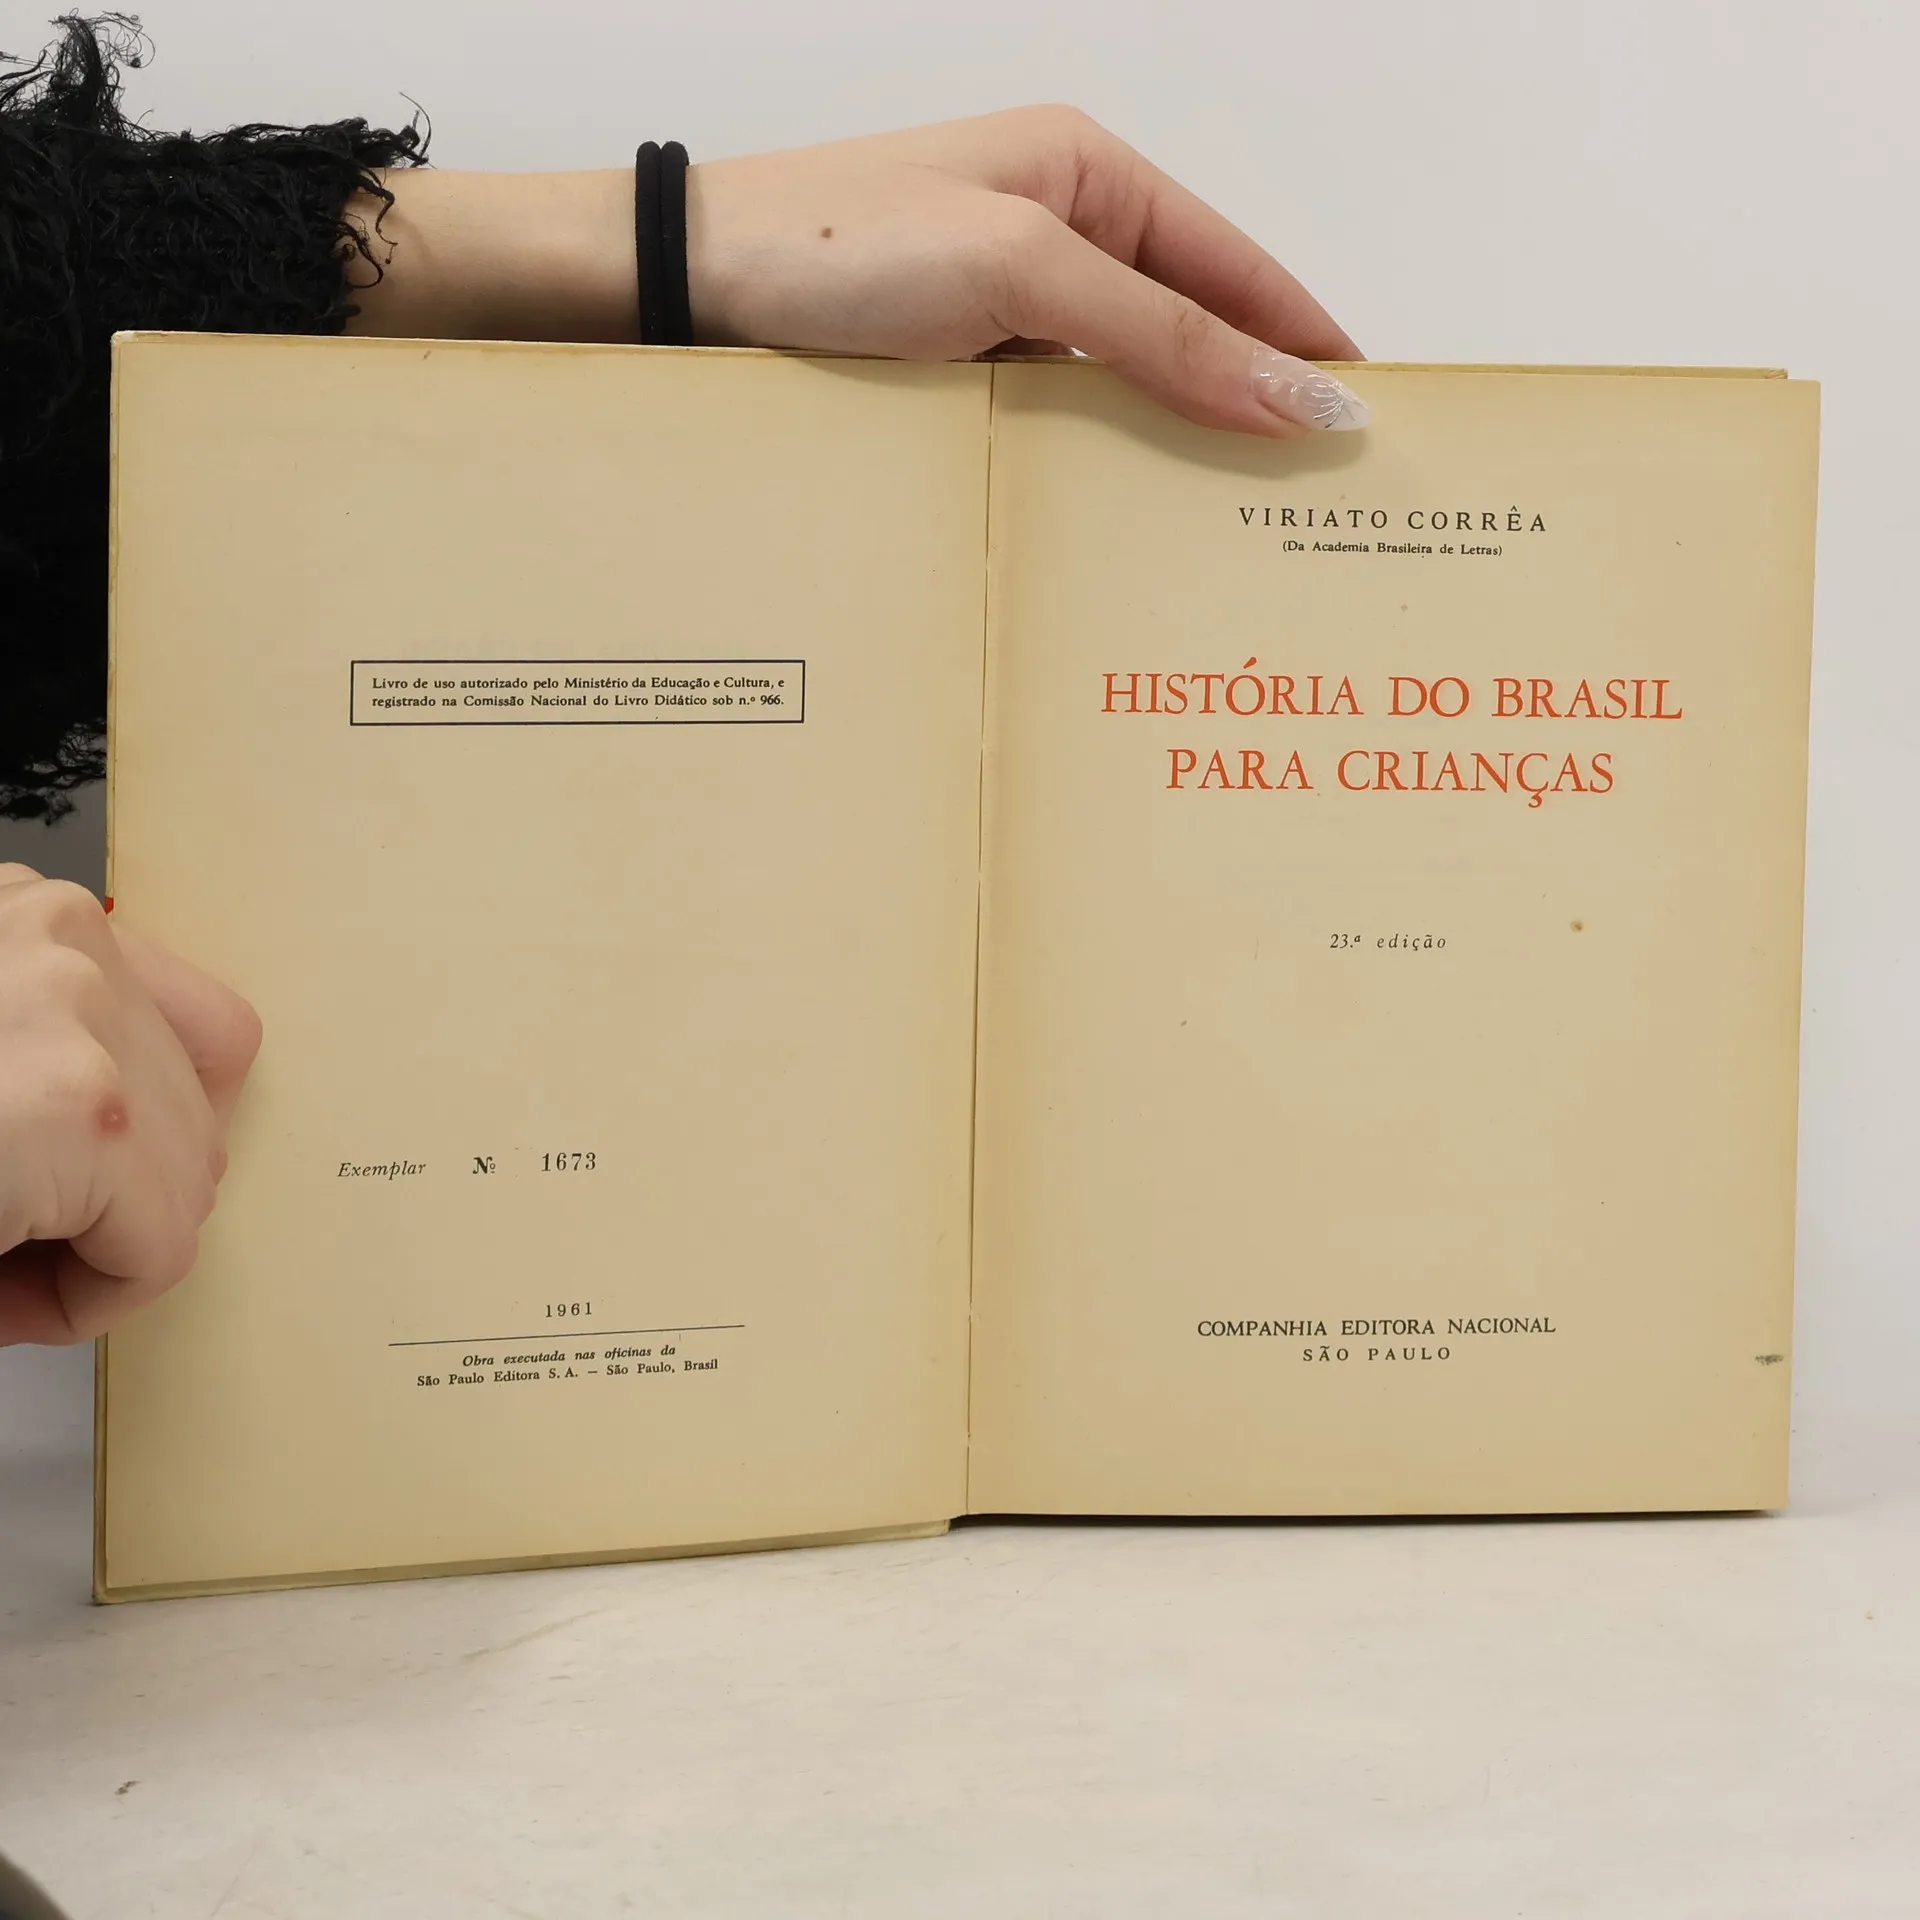 Livro de uso autorizado pelo Ministério da Educação e Cultura, e
registrado na Comissão Nacional do Livro Didático sob n.º 966.
Exemplar Nº 1673
1961
Obra executada nas oficinas da
São Paulo Editora S. A. — São Paulo, Brasil
VIRIATO CORRÊA
(Da Academia Brasileira de Letras)
HISTÓRIA DO BRASIL
PARA CRIANÇAS
23.ª edição
COMPANHIA EDITORA NACIONAL
SÃO PAULO